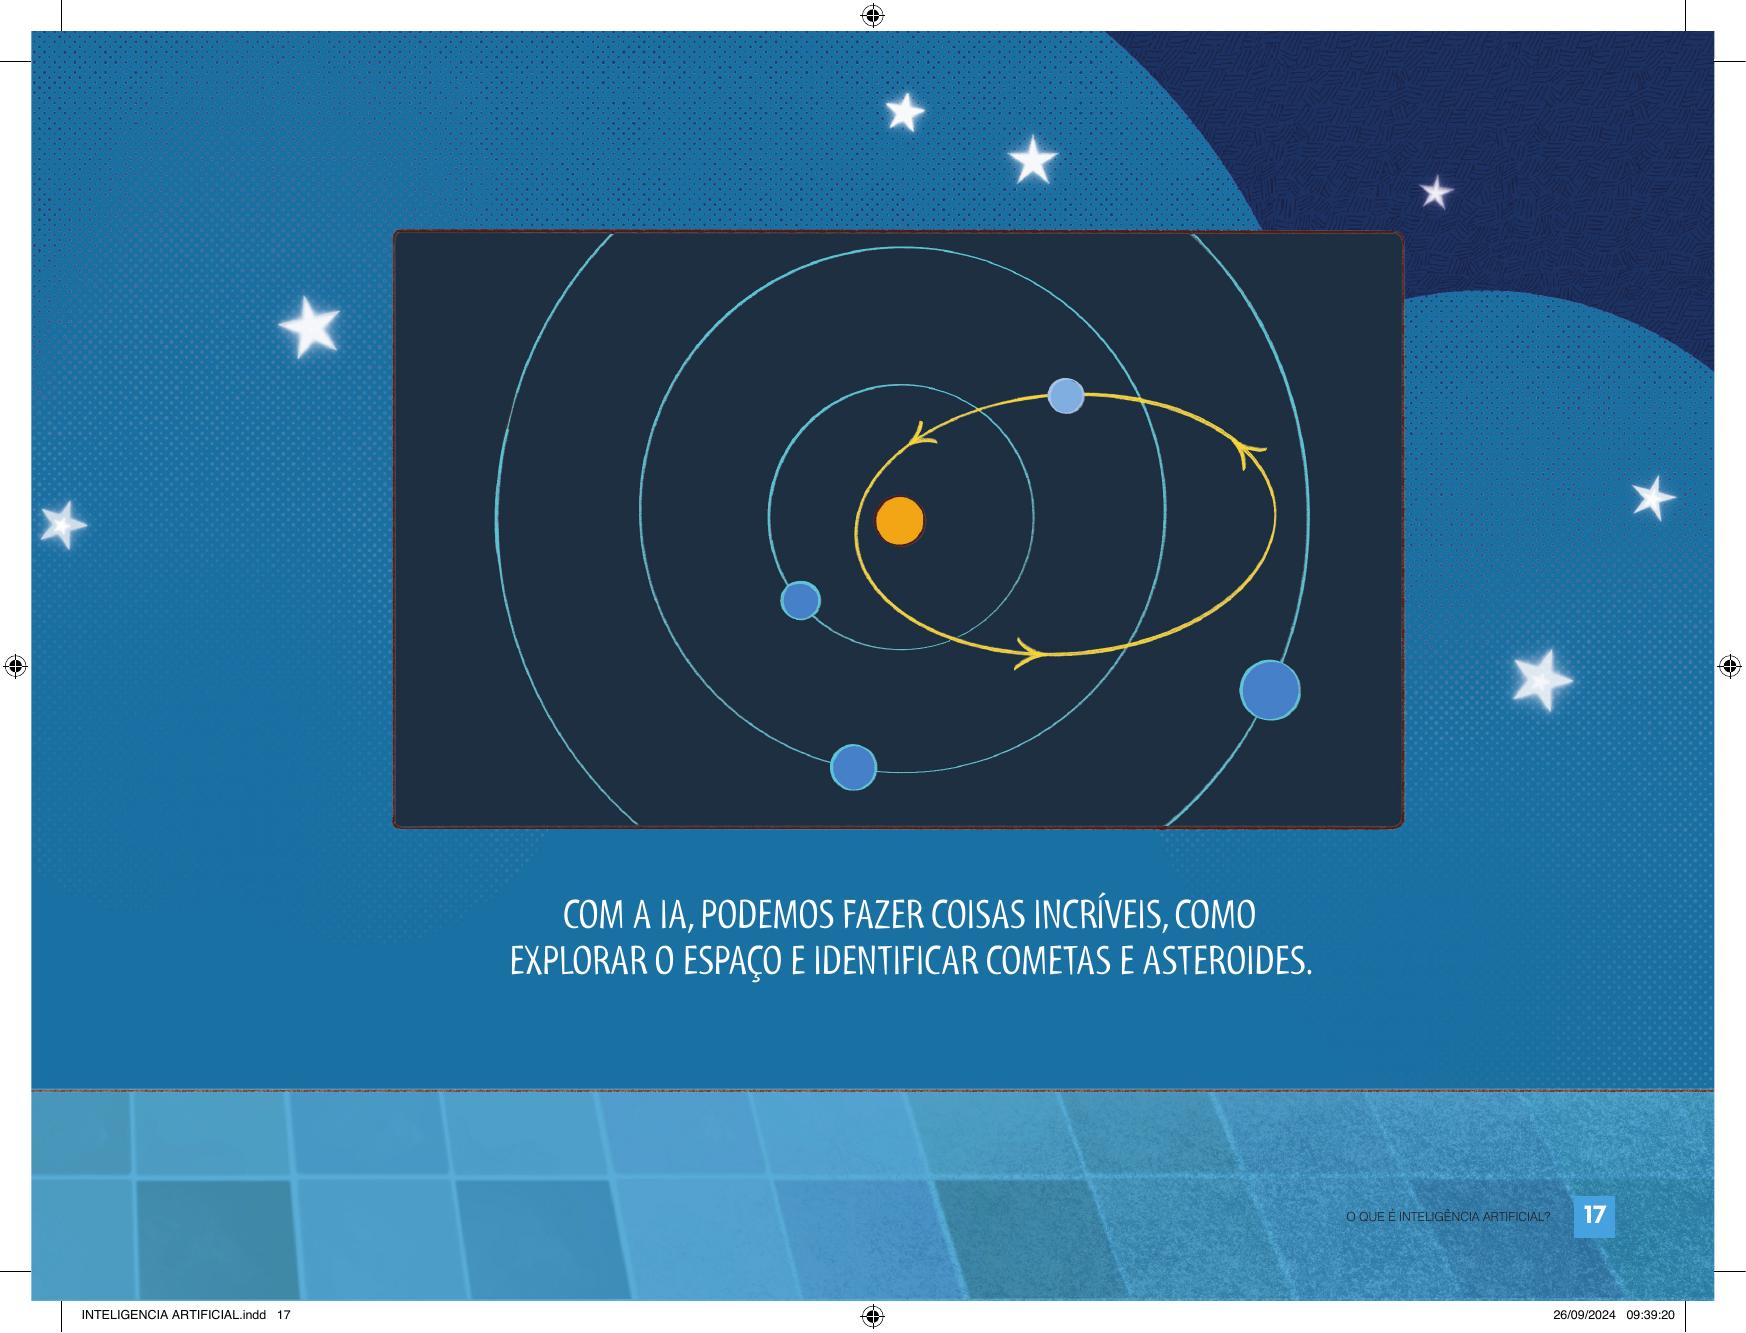 COM A IA, PODEMOS FAZER COISAS INCRÍVEIS, COMO
EXPLORAR O ESPAÇO E IDENTIFICAR COMETAS E ASTEROIDES.
O QUE É INTELIGÊNCIA ARTIFICIAL? 17
INTELIGENCIA ARTIFICIAL.indd 17 26/09/2024 09:39:20